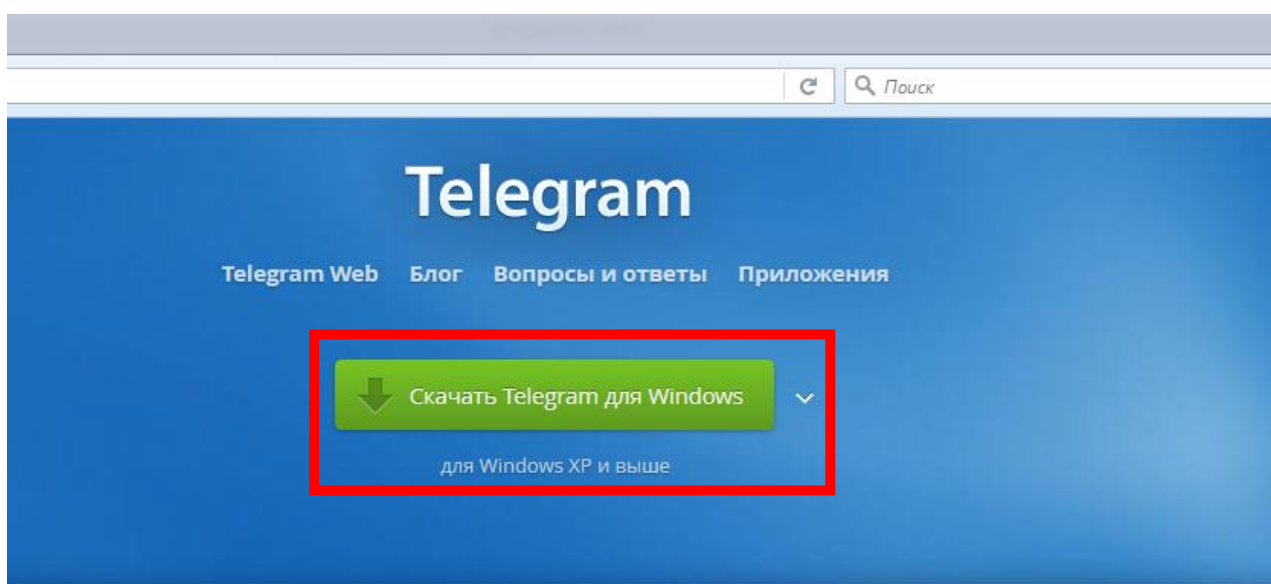 Поиск
Telegram
Telegram Web Блог Вопросы и ответы Приложения
Скачать Telegram для Windows
для Windows XP и выше